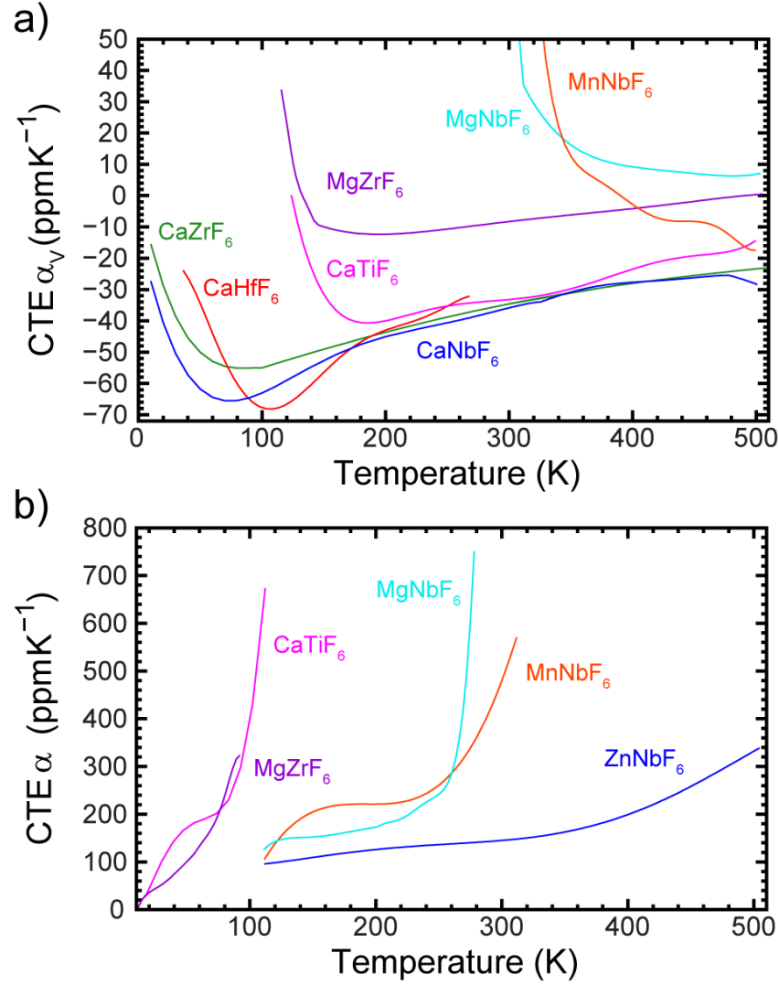 a)
50
40
30
20
10
0
−10
−20
−30
−40
−50
−60
−70
CTE αV (ppmK−1)
MnNbF6
MgNbF6
MgZrF6
CaZrF6
CaTiF6
CaHfF6
CaNbF6
0 100 200 300 400 500
Temperature (K)
b)
800
700
600
500
400
300
200
100
0
CTE α (ppmK−1)
MgNbF6
CaTiF6
MnNbF6
MgZrF6
ZnNbF6
100 200 300 400 500
Temperature (K)